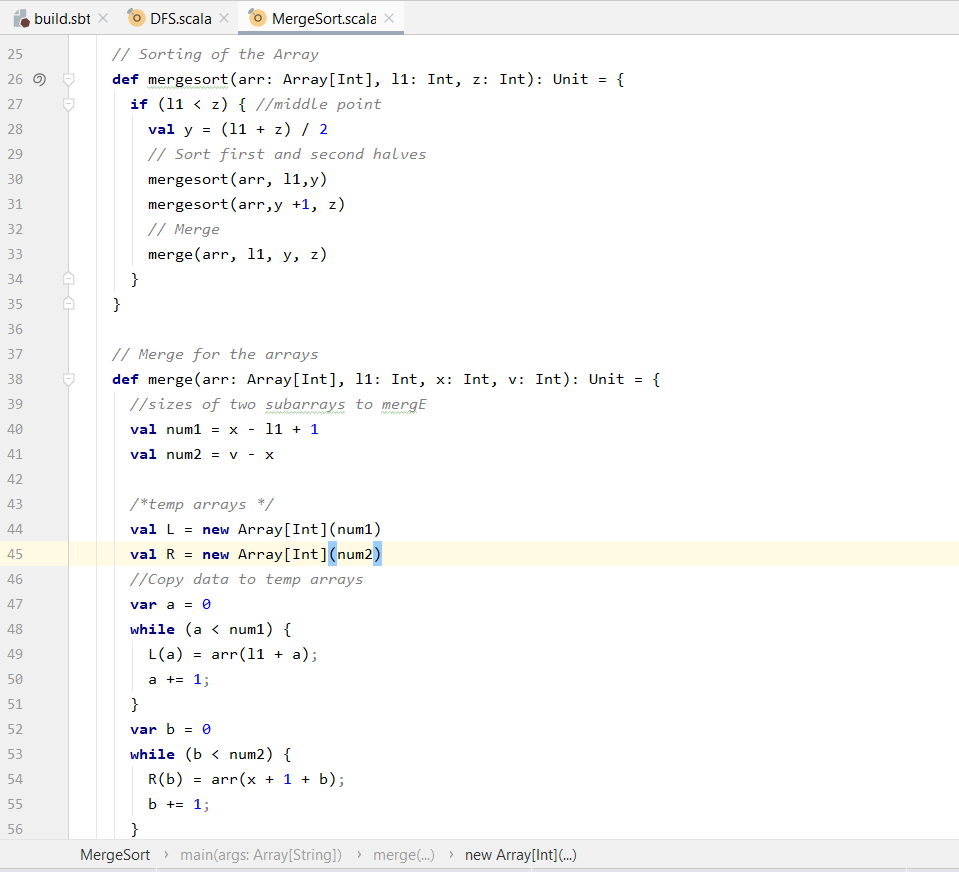 build.sbt DFS.scala MergeSort.scala
25 // Sorting of the Array
26 def mergesort(arr: Array[Int], l1: Int, z: Int): Unit = {
27 if (l1 < z) { //middle point
28 val y = (l1 + z) / 2
29 // Sort first and second halves
30 mergesort(arr, l1,y)
31 mergesort(arr,y +1, z)
32 // Merge
33 merge(arr, l1, y, z)
34 }
35 }
36
37 // Merge for the arrays
38 def merge(arr: Array[Int], l1: Int, x: Int, v: Int): Unit = {
39 //sizes of two subarrays to mergE
40 val num1 = x - l1 + 1
41 val num2 = v - x
42
43 /*temp arrays */
44 val L = new Array[Int](num1)
45 val R = new Array[Int](num2)
46 //Copy data to temp arrays
47 var a = 0
48 while (a < num1) {
49 L(a) = arr(l1 + a);
50 a += 1;
51 }
52 var b = 0
53 while (b < num2) {
54 R(b) = arr(x + 1 + b);
55 b += 1;
56 }
MergeSort › main(args: Array[String]) › merge(...) › new Array[Int](...)